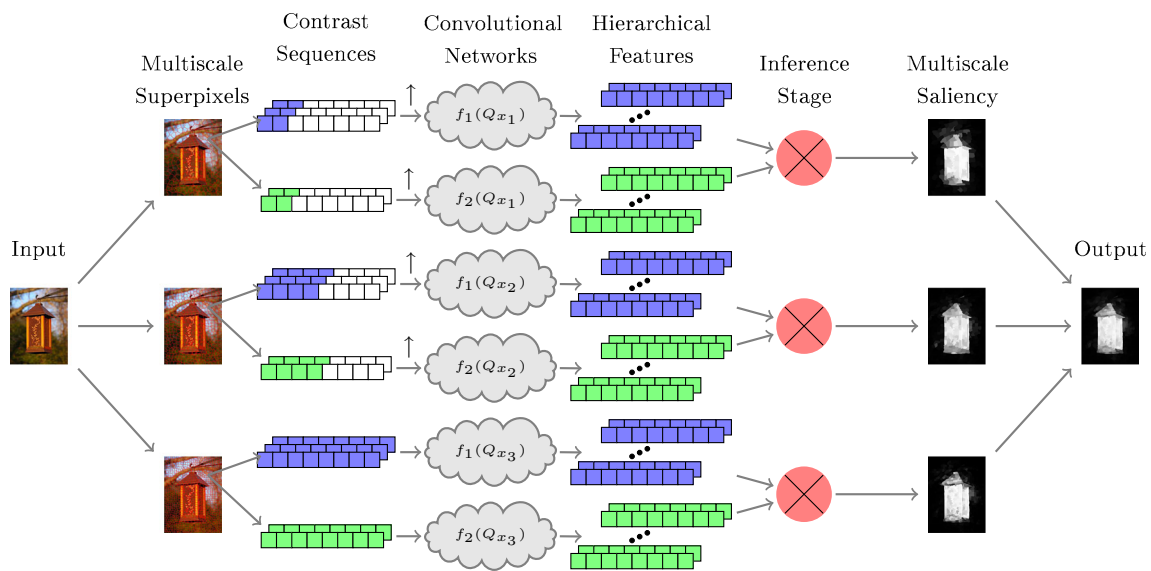 Contrast
Sequences
Convolutional
Networks
Hierarchical
Features
Multiscale
Superpixels
Inference
Stage
Multiscale
Saliency
↑
f₁(Qₓ₁)
↑
f₂(Qₓ₁)
Input
Output
↑
f₁(Qₓ₂)
↑
f₂(Qₓ₂)
f₁(Qₓ₃)
f₂(Qₓ₃)